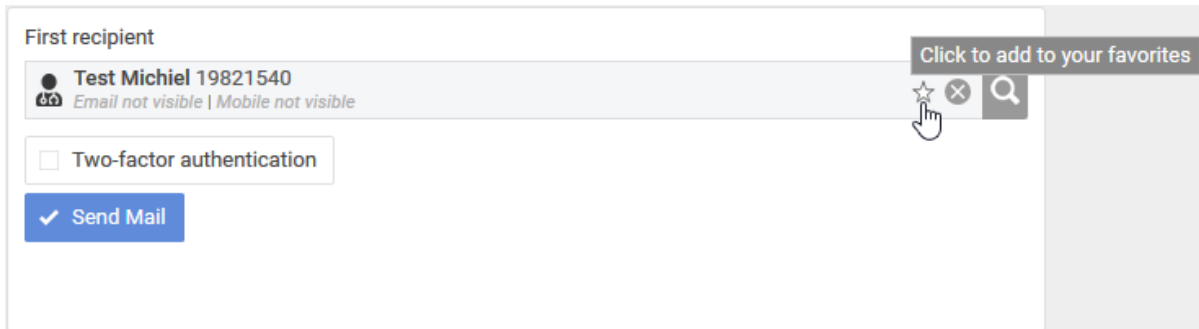 First recipient
Click to add to your favorites
Test Michiel 19821540
Email not visible | Mobile not visible
Two-factor authentication
Send Mail